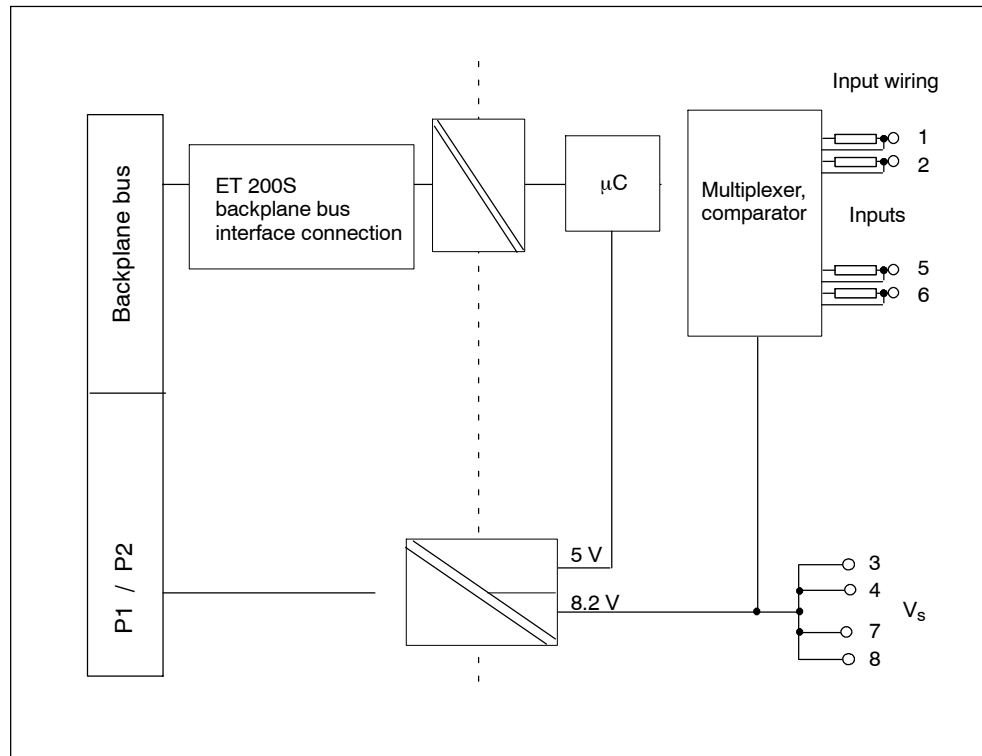 Input wiring
Backplane bus
ET 200S
backplane bus
interface connection
μC
Multiplexer,
comparator
1
2
Inputs
5
6
P1 / P2
5 V
8.2 V
3
4
Vs
7
8